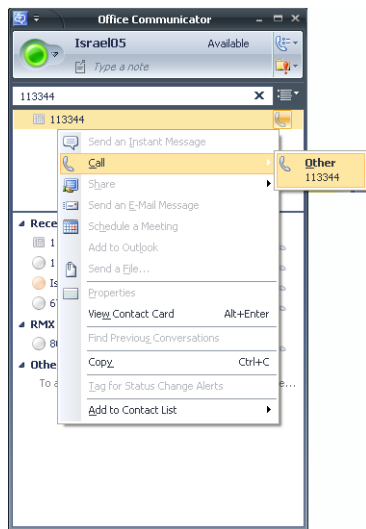 Office Communicator
Israel05 Available
Type a note
113344
113344
Send an Instant Message
Call
Other
113344
Share
Send an E-Mail Message
Schedule a Meeting
Add to Outlook
Send a File...
Properties
View Contact Card Alt+Enter
Find Previous Conversations
Copy Ctrl+C
Tag for Status Change Alerts
Add to Contact List
Rece
1
1
Is
6
RMX
8
Othe
To a
e...